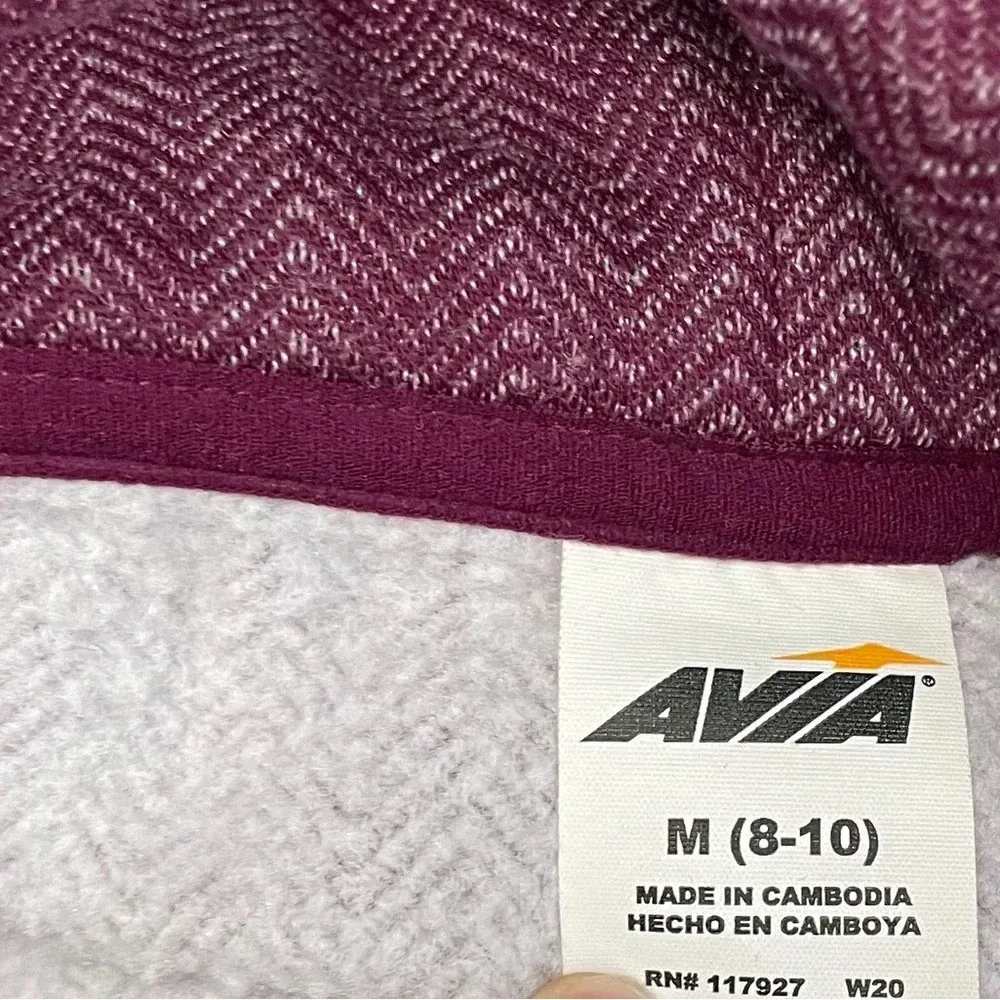 AVIA®
M (8-10)
MADE IN CAMBODIA
HECHO EN CAMBOYA
RN# 117927 W20